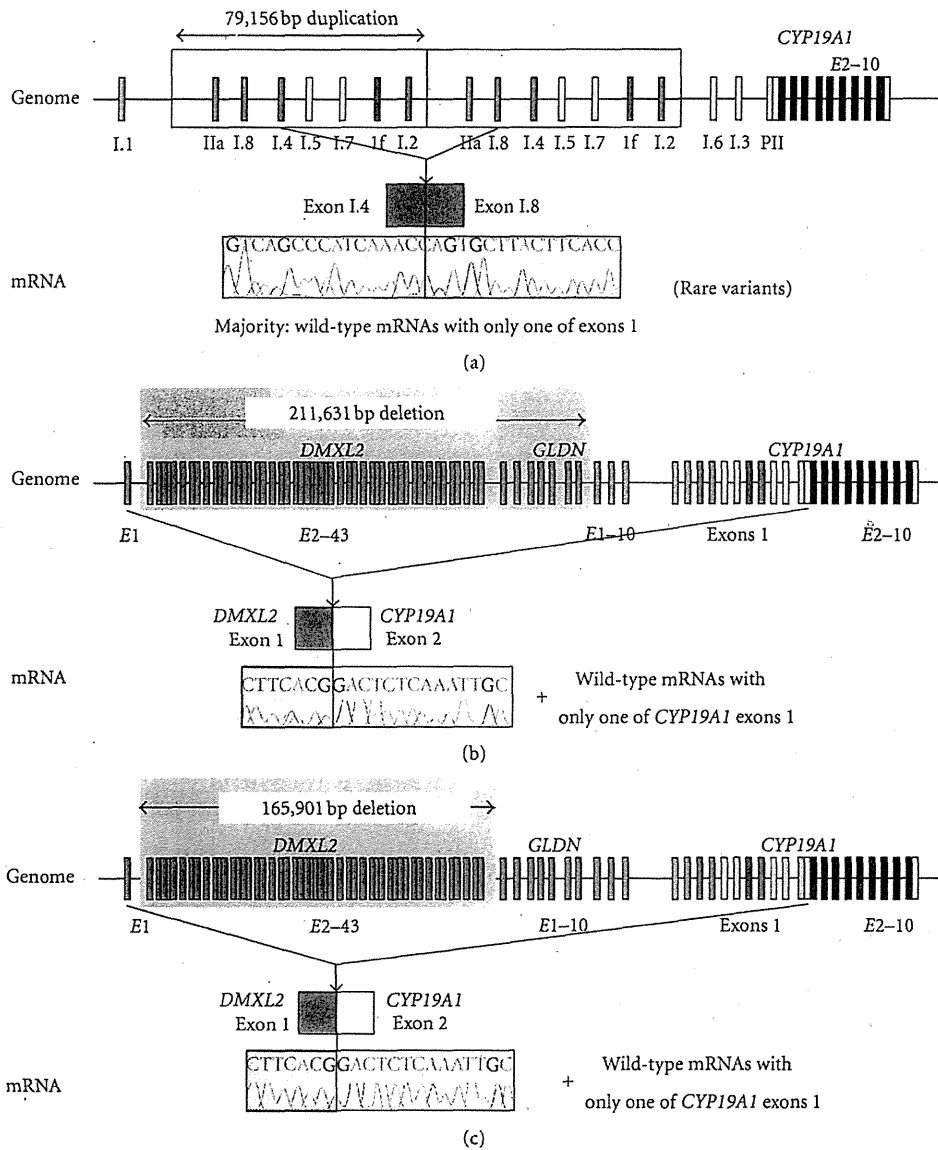 79,156 bp duplication
CYP19A1
E2–10
Genome
I.1 IIa I.8 I.4 I.5 I.7 1f I.2 IIa I.8 I.4 I.5 I.7 1f I.2 I.6 I.3 PII
Exon I.4 Exon I.8
GTCAGCCCATCAAACCAGTGCTTACTTCACC
mRNA
(Rare variants)
Majority: wild-type mRNAs with only one of exons 1
(a)
211,631 bp deletion
DMXL2 GLDN CYP19A1
Genome
E1 E2–43 E1–10 Exons 1 E2–10
DMXL2 CYP19A1
Exon 1 Exon 2
mRNA
CTTCACGGACTCTCAAATTGC
+ Wild-type mRNAs with
only one of CYP19A1 exons 1
(b)
165,901 bp deletion
DMXL2 GLDN CYP19A1
Genome
E1 E2–43 E1–10 Exons 1 E2–10
DMXL2 CYP19A1
Exon 1 Exon 2
CTTCACGGACTCTCAAATTGC
mRNA
+ Wild-type mRNAs with
only one of CYP19A1 exons 1
(c)